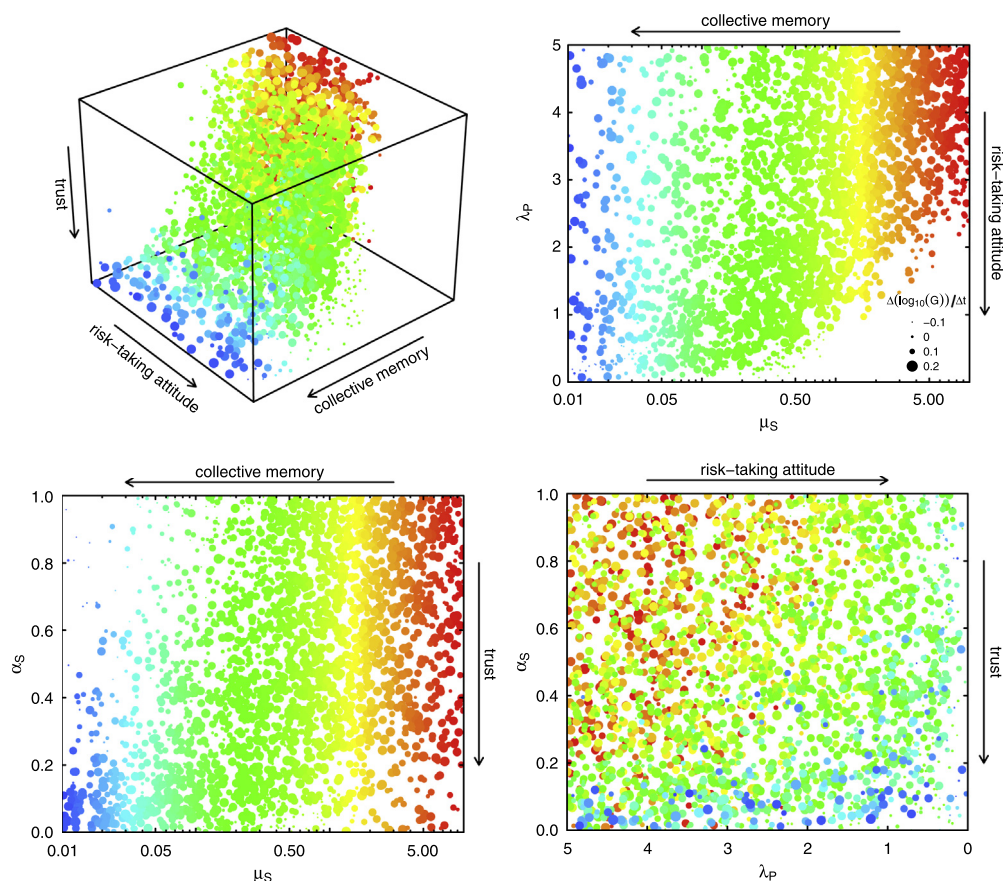 trust
risk−taking attitude
collective memory
collective memory
5
4
3
2
1
0
λP
0.01
0.05
0.50
5.00
μS
risk−taking attitude
Δ(log10(G))/Δt
−0.1
0
0.1
0.2
collective memory
1.0
0.8
0.6
0.4
0.2
0.0
αS
0.01
0.05
0.50
5.00
μS
trust
risk−taking attitude
1.0
0.8
0.6
0.4
0.2
0.0
αS
5
4
3
2
1
0
λP
trust